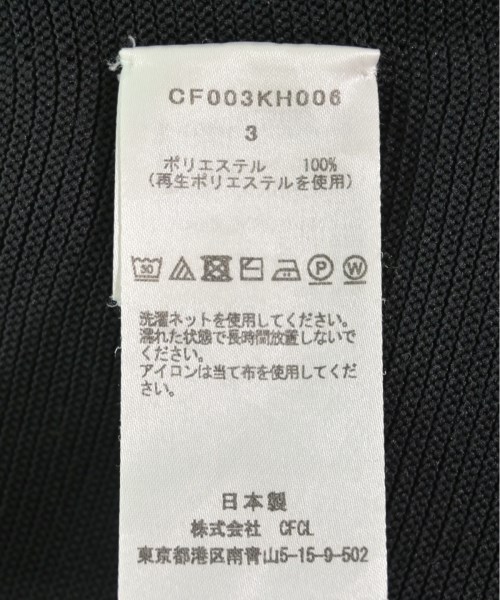 CF003KH006
3
ポリエステル 100%
(再生ポリエステルを使用)
30 P W
洗濯ネットを使用してください。
濡れた状態で長時間放置しないで
ください。
アイロンは当て布を使用してくだ
さい。
日本製
株式会社 CFCL
東京都港区南青山5-15-9-502